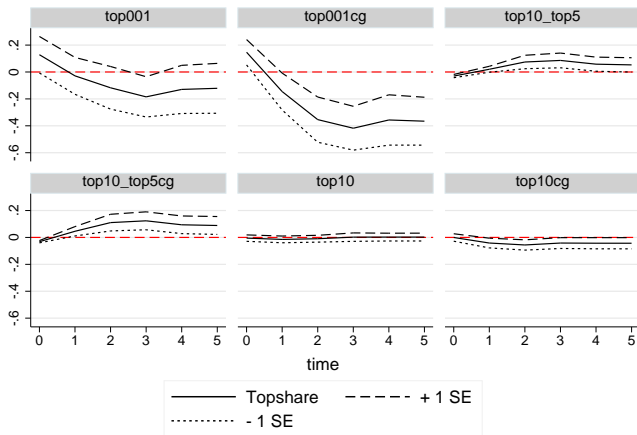 top001 top001cg top10_top5
.2
0
-.2
-.4
-.6
top10_top5cg top10 top10cg
.2
0
-.2
-.4
-.6
0 1 2 3 4 5 0 1 2 3 4 5 0 1 2 3 4 5
time
Topshare + 1 SE
- 1 SE